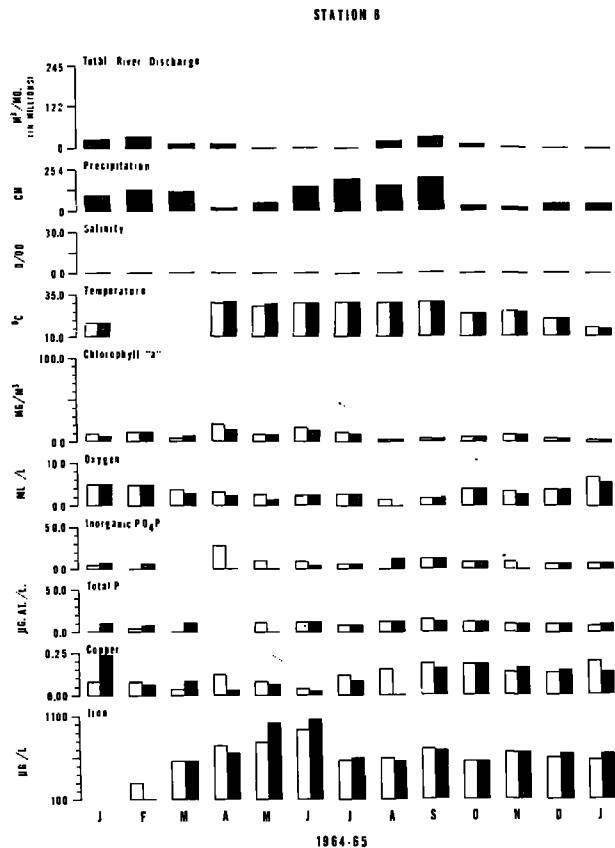 STATION 6
Total River Discharge
245
122
0
M³/MO.
(IN MILLIONS)
Precipitation
254
0
CM
Salinity
30.0
0.0
0/00
Temperature
35.0
10.0
°C
Chlorophyll "a"
100.0
0.0
MG/M³
Oxygen
10.0
0.0
ML/L
Inorganic PO₄P
50.0
0.0
Total P
50.0
0.0
µG.AT./L.
Copper
0.25
0.00
Iron
1100
100
µG/L
J F M A M J J A S O N D J
1964-65